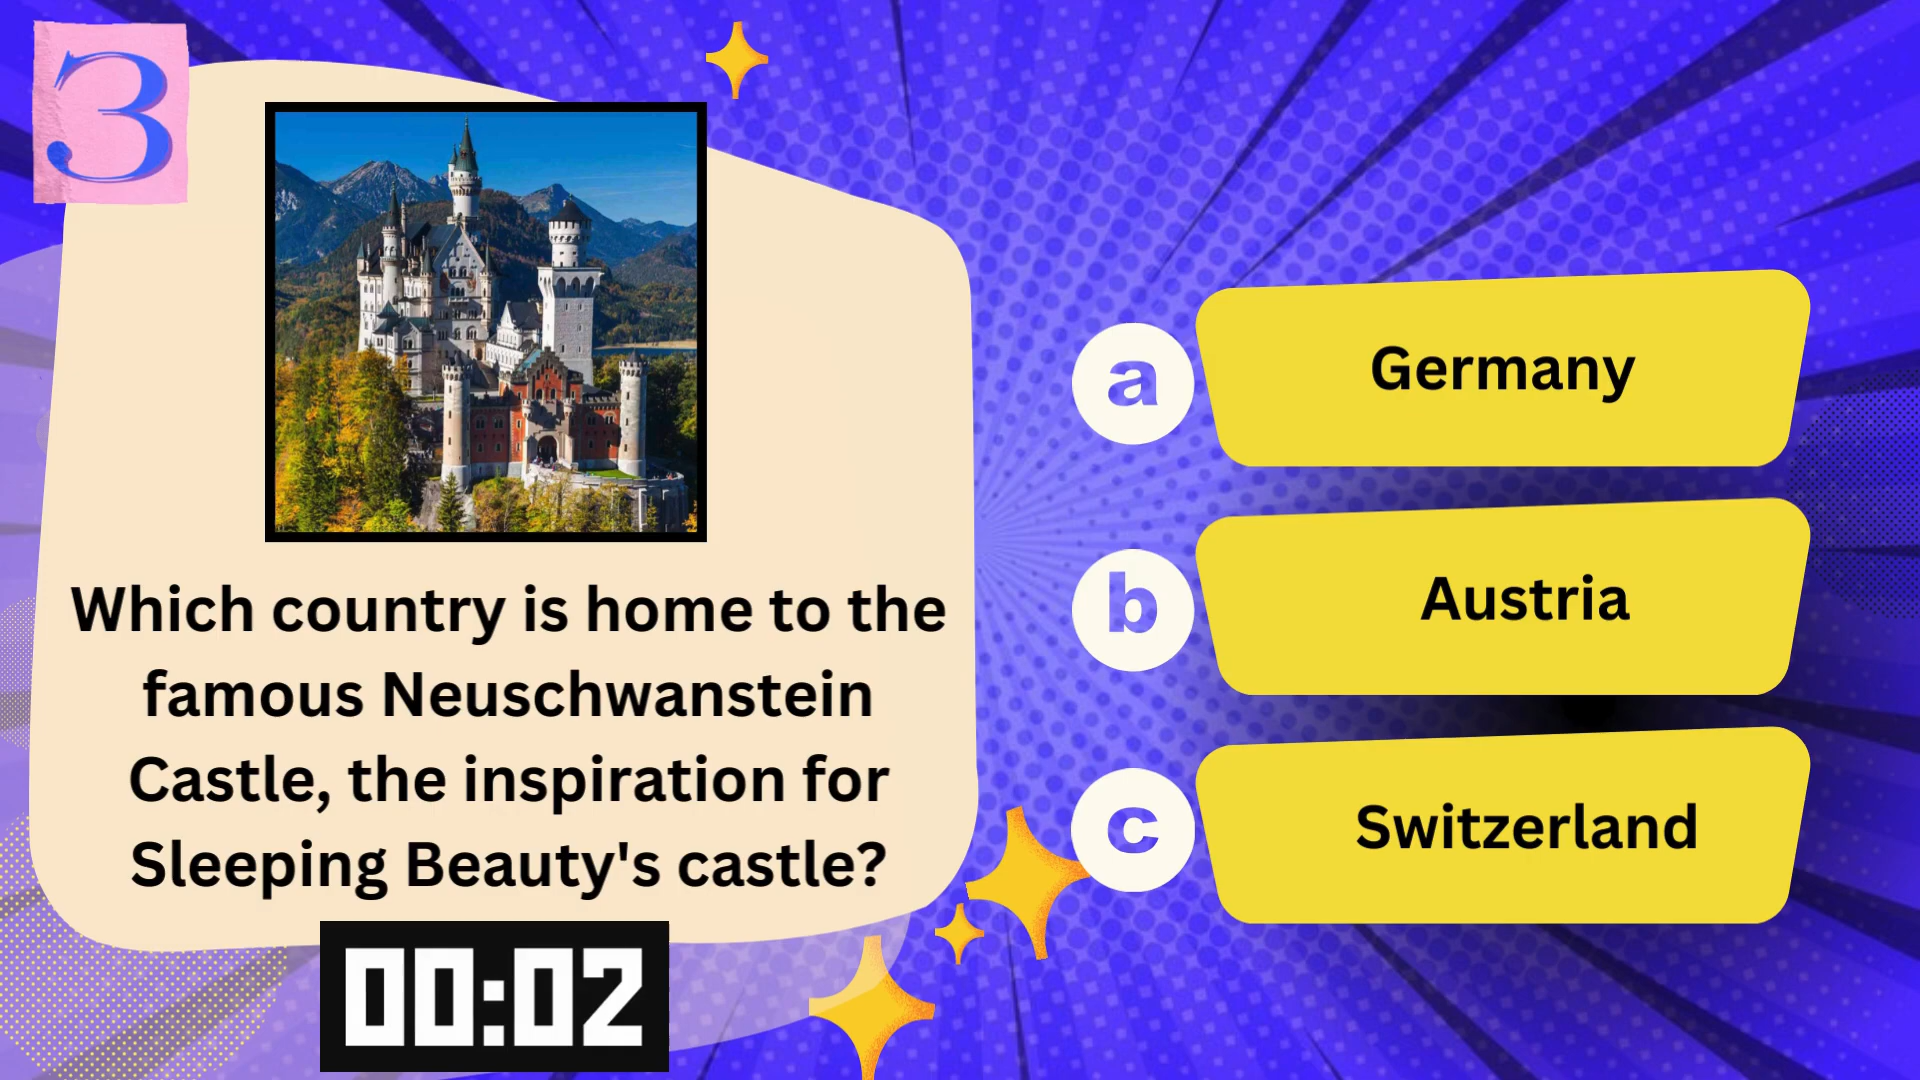 3
Which country is home to the
famous Neuschwanstein
Castle, the inspiration for
Sleeping Beauty's castle?
00:02
a
Germany
b
Austria
c
Switzerland